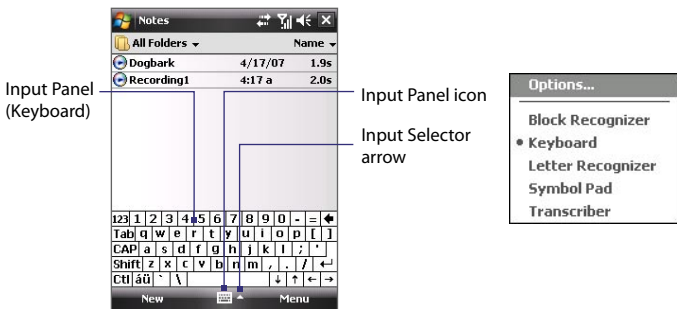 Notes
All Folders Name
Dogbark 4/17/07 1.9s
Recording1 4:17 a 2.0s
Input Panel
(Keyboard)
Input Panel icon
Input Selector
arrow
123 1 2 3 4 5 6 7 8 9 0 - =
Tab q w e r t y u i o p [ ]
CAP a s d f g h j k l ; '
Shift z x c v b n m , . /
Ctl áü ` \
New Menu
Options...
Block Recognizer
Keyboard
Letter Recognizer
Symbol Pad
Transcriber